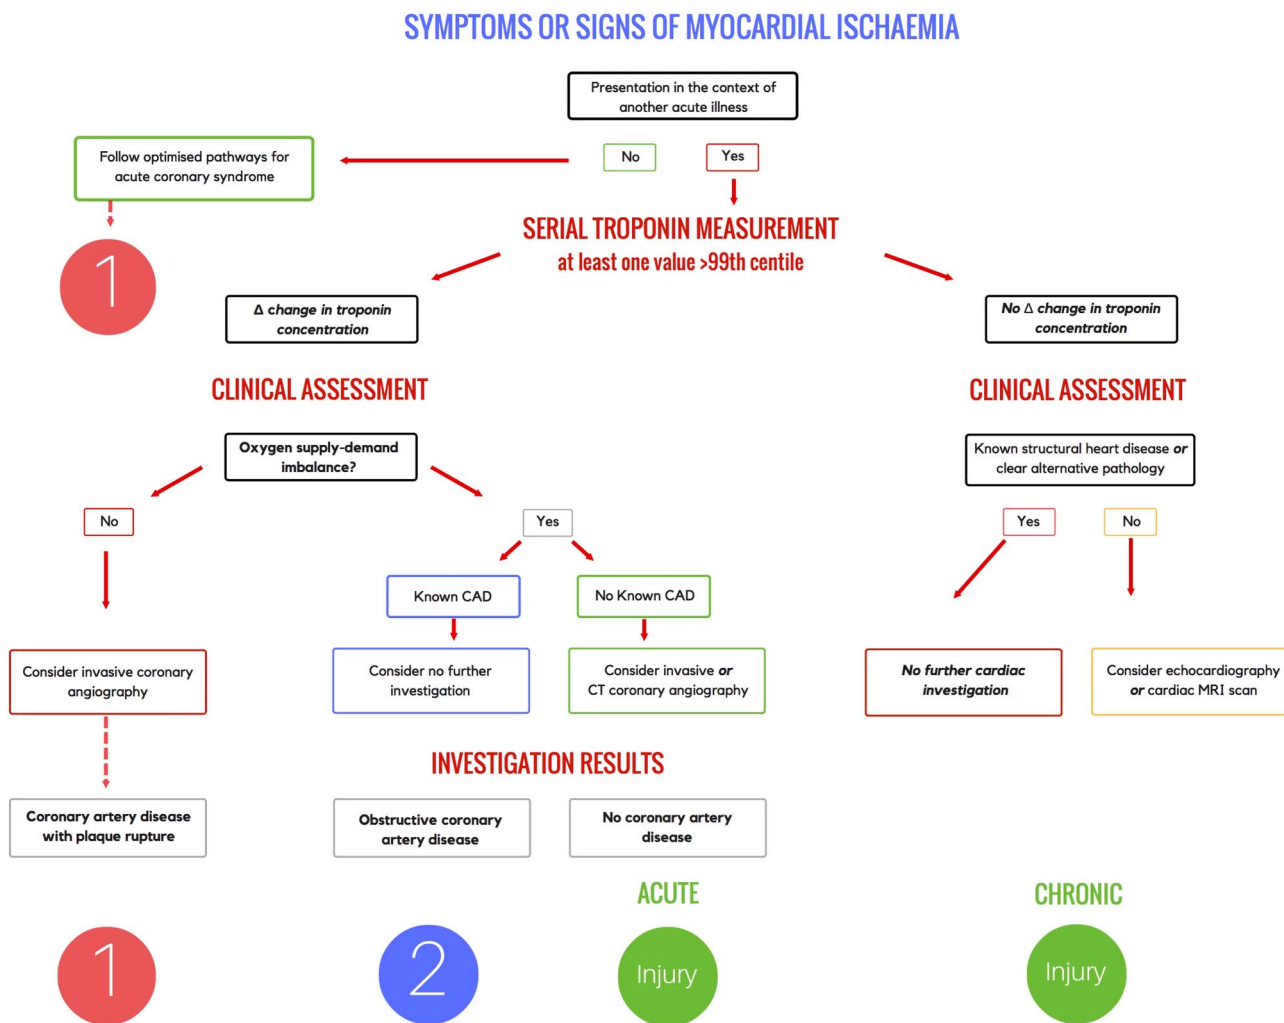 SYMPTOMS OR SIGNS OF MYOCARDIAL ISCHAEMIA
Presentation in the context of
another acute illness
No
Yes
Follow optimised pathways for
acute coronary syndrome
1
SERIAL TROPONIN MEASUREMENT
at least one value >99th centile
Δ change in troponin
concentration
No Δ change in troponin
concentration
CLINICAL ASSESSMENT
CLINICAL ASSESSMENT
Oxygen supply-demand
imbalance?
Known structural heart disease or
clear alternative pathology
No
Yes
Yes
No
Known CAD
No Known CAD
Consider invasive coronary
angiography
Consider no further
investigation
Consider invasive or
CT coronary angiography
No further cardiac
investigation
Consider echocardiography
or cardiac MRI scan
INVESTIGATION RESULTS
Coronary artery disease
with plaque rupture
Obstructive coronary
artery disease
No coronary artery
disease
ACUTE
CHRONIC
1
2
Injury
Injury